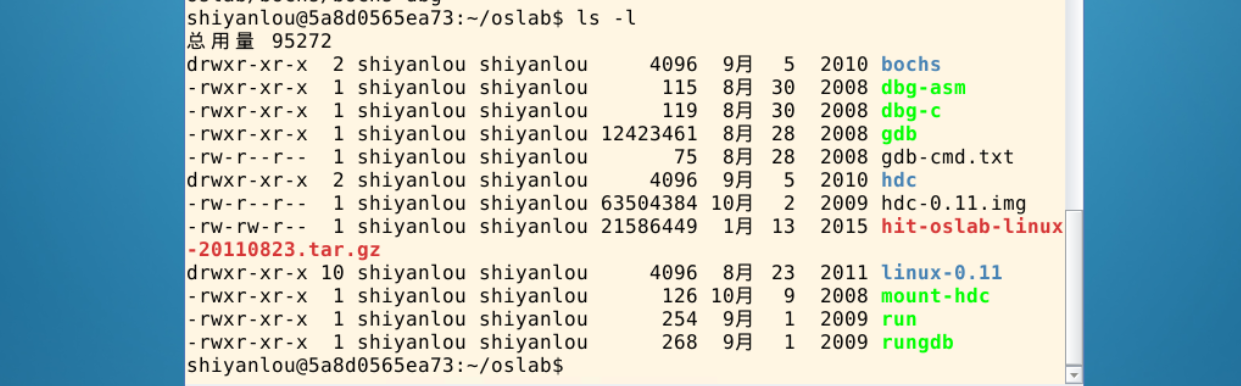 shiyanlou@5a8d0565ea73:~/oslab$ ls -l
总用量 95272
drwxr-xr-x  2 shiyanlou shiyanlou     4096  9月   5  2010 bochs
-rwxr-xr-x  1 shiyanlou shiyanlou      115  8月  30  2008 dbg-asm
-rwxr-xr-x  1 shiyanlou shiyanlou      119  8月  30  2008 dbg-c
-rwxr-xr-x  1 shiyanlou shiyanlou 12423461  8月  28  2008 gdb
-rw-r--r--  1 shiyanlou shiyanlou       75  8月  28  2008 gdb-cmd.txt
drwxr-xr-x  2 shiyanlou shiyanlou     4096  9月   5  2010 hdc
-rw-r--r--  1 shiyanlou shiyanlou 63504384 10月   2  2009 hdc-0.11.img
-rw-rw-r--  1 shiyanlou shiyanlou 21586449  1月  13  2015 hit-oslab-linux
-20110823.tar.gz
drwxr-xr-x 10 shiyanlou shiyanlou     4096  8月  23  2011 linux-0.11
-rwxr-xr-x  1 shiyanlou shiyanlou      126 10月   9  2008 mount-hdc
-rwxr-xr-x  1 shiyanlou shiyanlou      254  9月   1  2009 run
-rwxr-xr-x  1 shiyanlou shiyanlou      268  9月   1  2009 rungdb
shiyanlou@5a8d0565ea73:~/oslab$